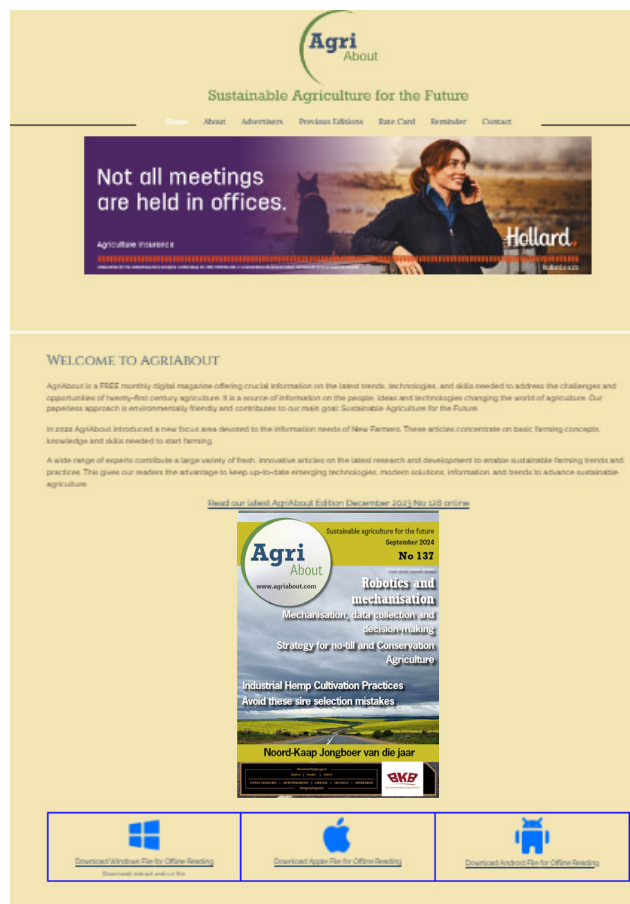 Agri
About
Sustainable Agriculture for the Future
Home About Advertisers Previous Editions Rate Card Reminder Contact
Not all meetings
are held in offices.
Agriculture Insurance
Hollard.
hollard.co.za
WELCOME TO AGRIABOUT
AgriAbout is a FREE monthly digital magazine offering crucial information on the latest trends, technologies, and skills needed to address the challenges and
opportunities of twenty-first century agriculture. It is a source of information on the people, ideas and technologies changing the world of agriculture. Our
paperless approach is environmentally friendly and contributes to our main goal: Sustainable Agriculture for the Future.
In 2022 AgriAbout introduced a new focus area devoted to the information needs of New Farmers. These articles concentrate on basic farming concepts,
knowledge and skills needed to start farming.
A wide range of experts contribute a large variety of fresh, innovative articles on the latest research and development to enable sustainable farming trends and
practices. This gives our readers the advantage to keep up-to-date emerging technologies, modern solutions, information, and trends to advance sustainable
agriculture.
Read our latest AgriAbout Edition December 2023 No 128 online
Sustainable agriculture for the future
September 2024
No 137
Agri
About
www.agriabout.com
Robotics and
mechanisation
Mechanisation, data collection and
decision-making
Strategy for no-till and Conservation
Agriculture
Industrial Hemp Cultivation Practices
Avoid these sire selection mistakes
Noord-Kaap Jongboer van die jaar
BKB
Download Windows File for Offline Reading
Download Apple File for Offline Reading
Download Android File for Offline Reading